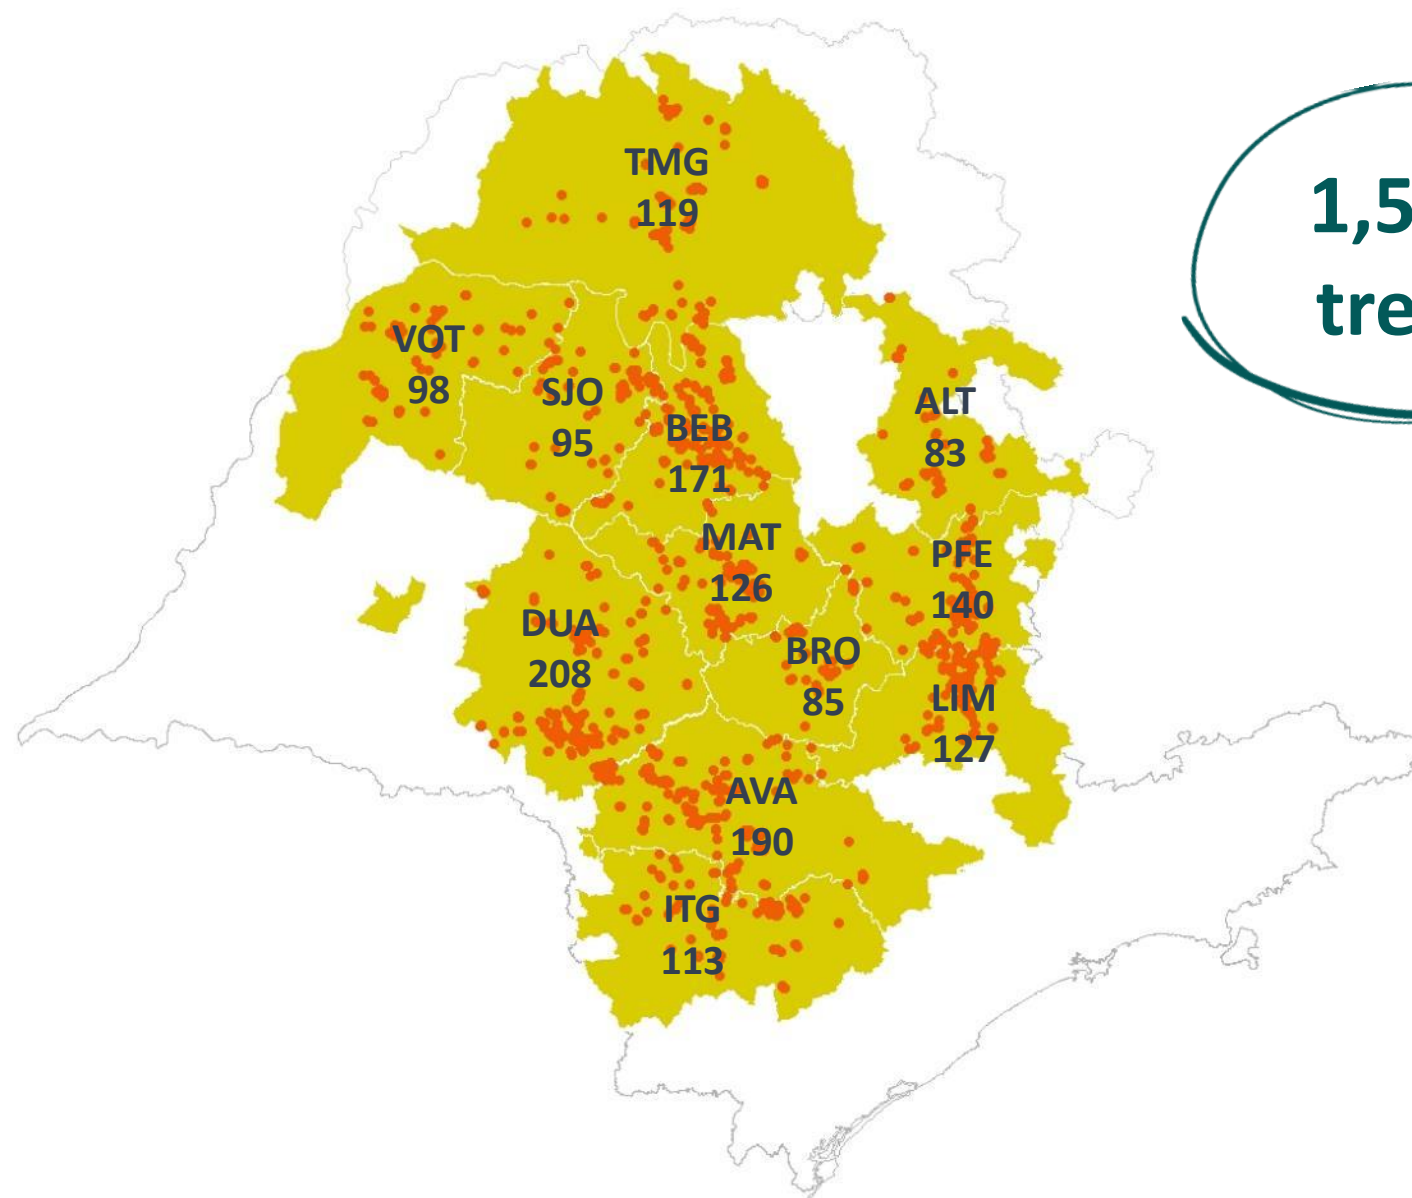 TMG
119
VOT
98
SJO
95
BEB
171
ALT
83
MAT
126
PFE
140
DUA
208
BRO
85
LIM
127
AVA
190
ITG
113
1,5
tre